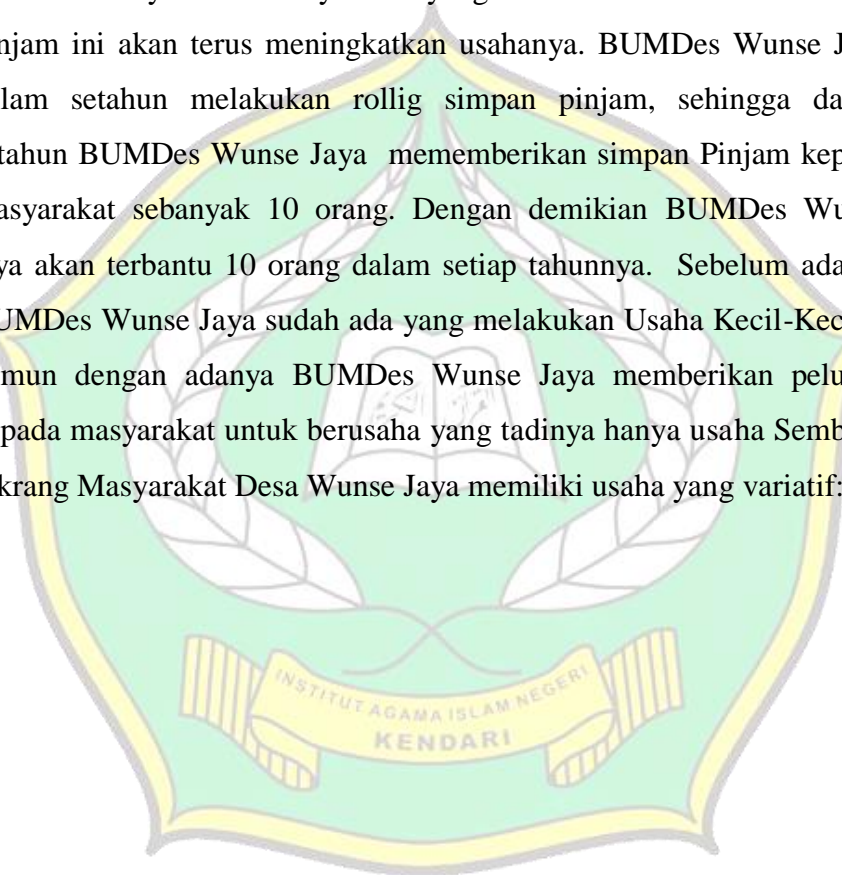 njam ini akan terus meningkatkan usahanya. BUMDes Wunse J
lam setahun melakukan rollig simpan pinjam, sehingga da
tahun BUMDes Wunse Jaya mememberikan simpan Pinjam kep
asyarakat sebanyak 10 orang. Dengan demikian BUMDes Wu
ya akan terbantu 10 orang dalam setiap tahunnya. Sebelum ada
UMDes Wunse Jaya sudah ada yang melakukan Usaha Kecil-Kec
mun dengan adanya BUMDes Wunse Jaya memberikan pelu
pada masyarakat untuk berusaha yang tadinya hanya usaha Semb
krang Masyarakat Desa Wunse Jaya memiliki usaha yang variatif:
INSTITUT AGAMA ISLAM NEGERI
KENDARI